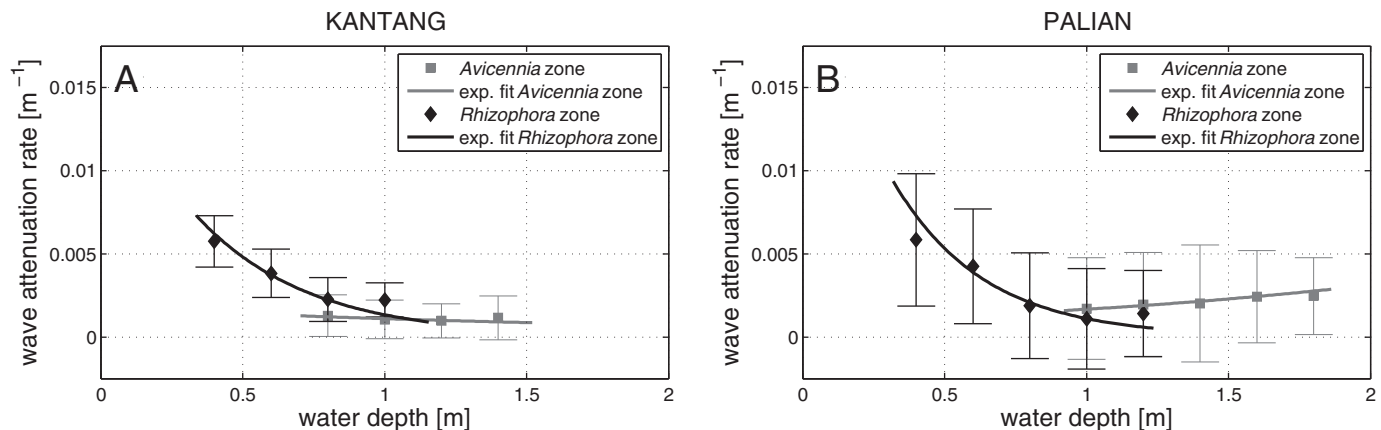 KANTANG
A
Avicennia zone
exp. fit Avicennia zone
Rhizophora zone
exp. fit Rhizophora zone
wave attenuation rate [m⁻¹]
0.015
0.01
0.005
0
0 0.5 1 1.5 2
water depth [m]
PALIAN
B
Avicennia zone
exp. fit Avicennia zone
Rhizophora zone
exp. fit Rhizophora zone
wave attenuation rate [m⁻¹]
0.015
0.01
0.005
0
0 0.5 1 1.5 2
water depth [m]